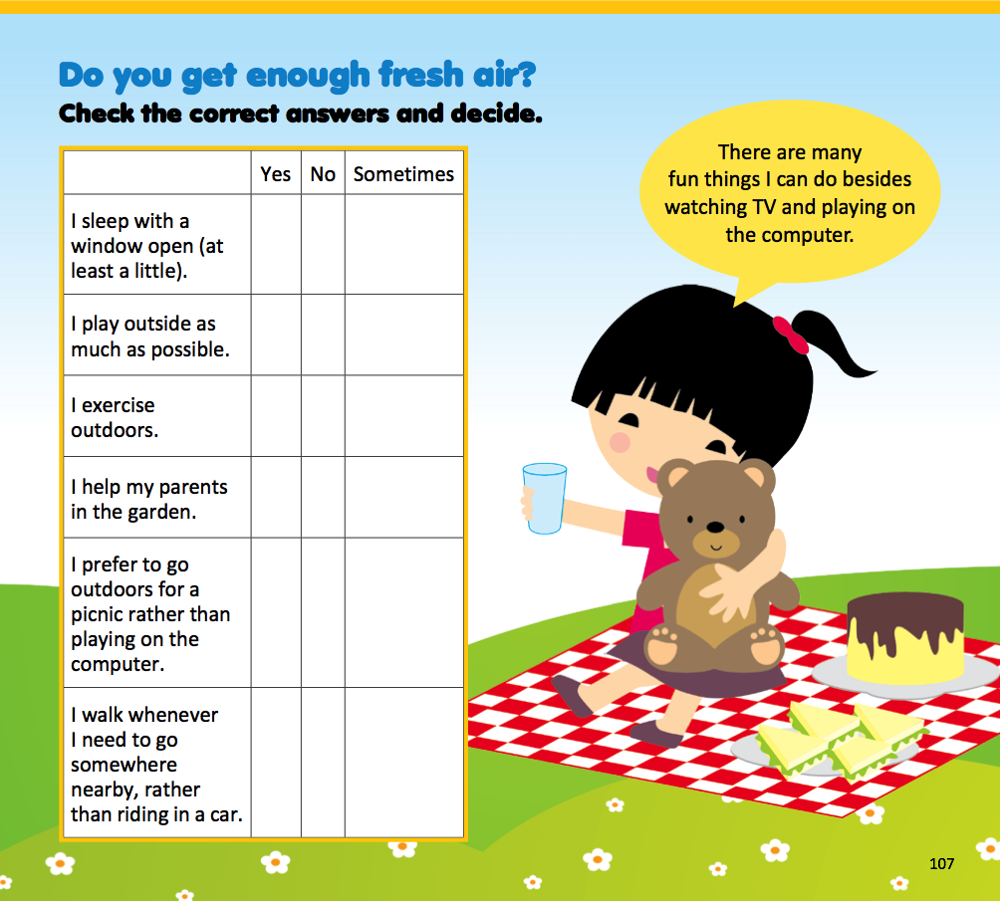 Do you get enough fresh air?
Check the correct answers and decide.
Yes No Sometimes
I sleep with a
window open (at
least a little).
I play outside as
much as possible.
I exercise
outdoors.
I help my parents
in the garden.
I prefer to go
outdoors for a
picnic rather than
playing on the
computer.
I walk whenever
I need to go
somewhere
nearby, rather
than riding in a car.
There are many
fun things I can do besides
watching TV and playing on
the computer.
107